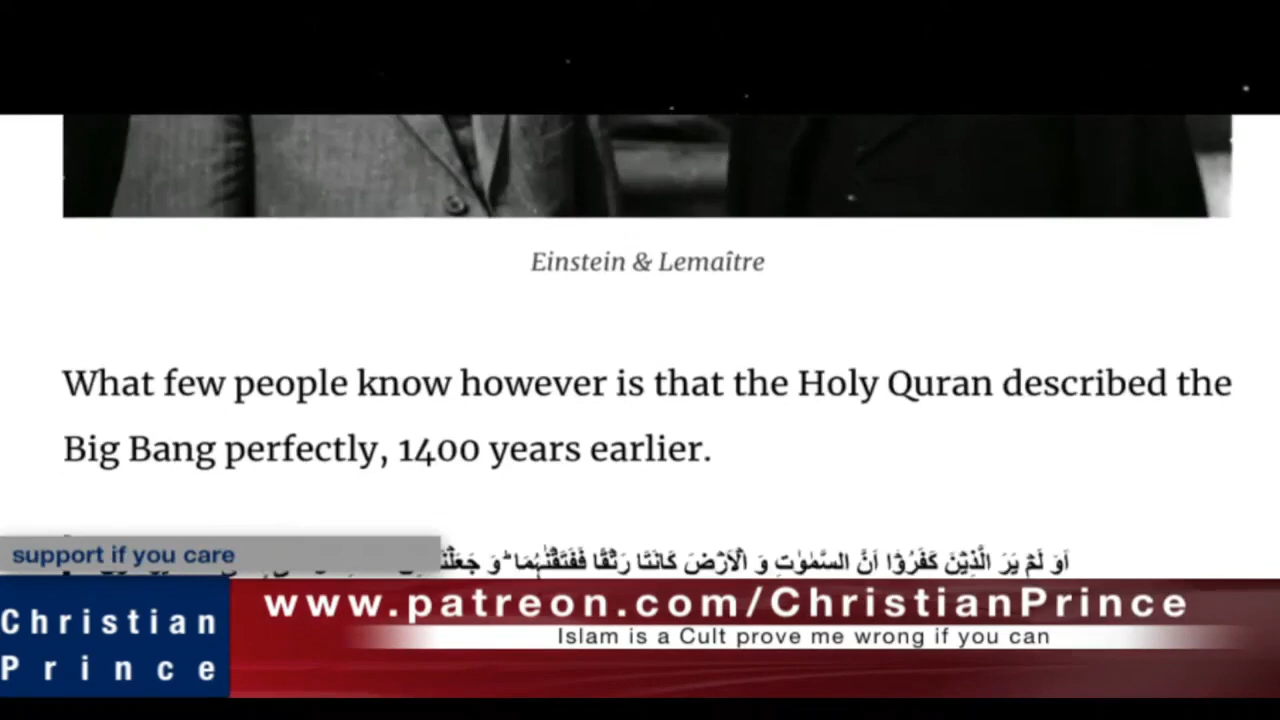 Einstein & Lemaître
What few people know however is that the Holy Quran described the
Big Bang perfectly, 1400 years earlier.
اَوَ لَمْ يَرَ الَّذِيْنَ كَفَرُوْۤا اَنَّ السَّمٰوٰتِ وَ الْاَرْضَ كَانَتَا رَتْقًا فَفَتَقْنٰهُمَا ؕ وَ
support if you care
www.patreon.com/ChristianPrince
Islam is a Cult prove me wrong if you can
Christian
Prince